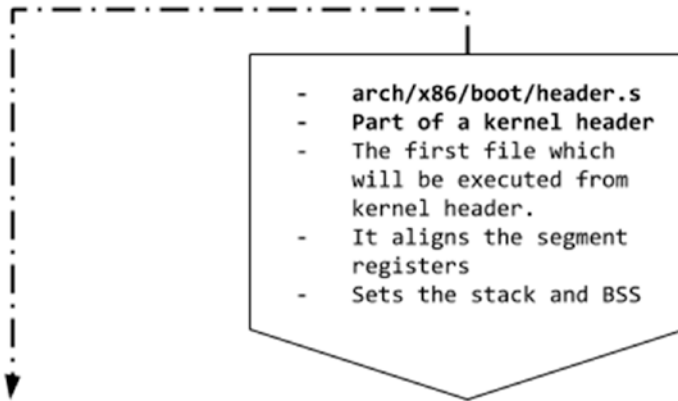 - arch/x86/boot/header.s
- Part of a kernel header
- The first file which
will be executed from
kernel header.
- It aligns the segment
registers
- Sets the stack and BSS